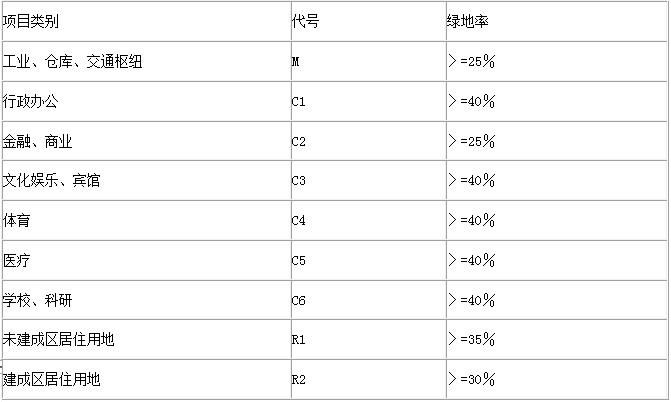 项目类别 代号 绿地率
工业、仓库、交通枢纽 M >=25%
行政办公 C1 >=40%
金融、商业 C2 >=25%
文化娱乐、宾馆 C3 >=40%
体育 C4 >=40%
医疗 C5 >=40%
学校、科研 C6 >=40%
未建成区居住用地 R1 >=35%
建成区居住用地 R2 >=30%